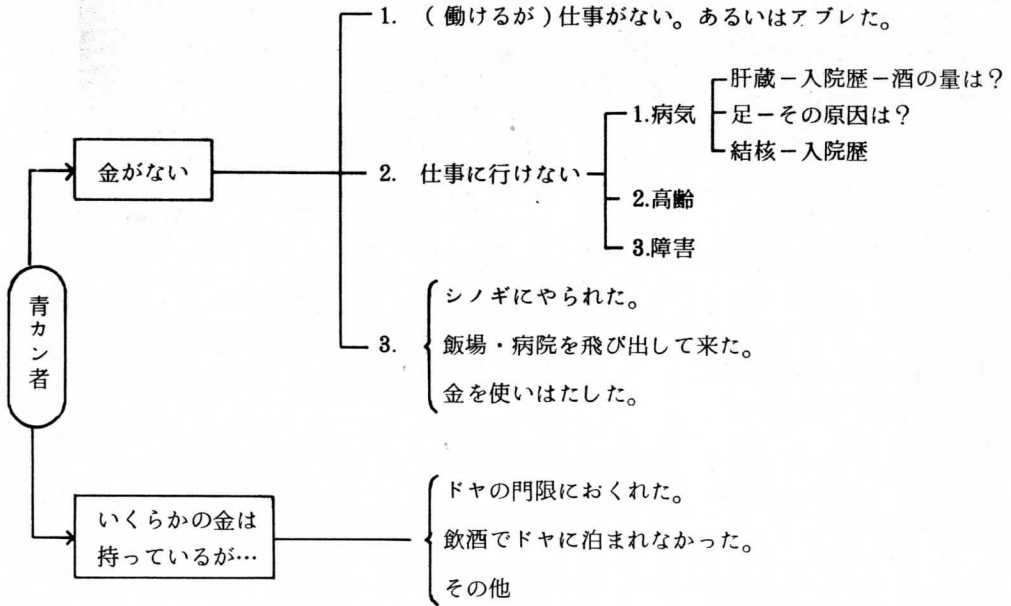 青カン者
金がない
1. （働けるが）仕事がない。あるいはアブレた。
2. 仕事に行けない
1.病気
肝蔵－入院歴－酒の量は？
足－その原因は？
結核－入院歴
2.高齢
3.障害
3.
シノギにやられた。
飯場・病院を飛び出して来た。
金を使いはたした。
いくらかの金は
持っているが…
ドヤの門限におくれた。
飲酒でドヤに泊まれなかった。
その他